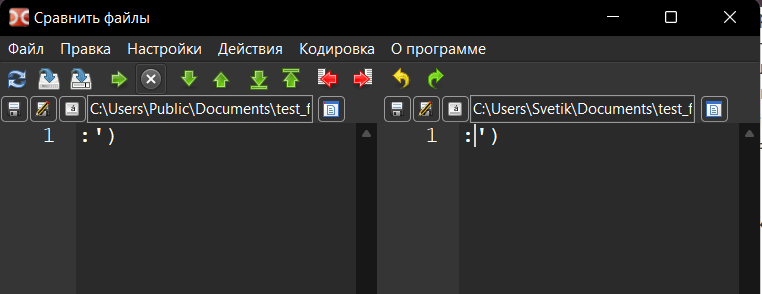 Сравнить файлы
Файл Правка Настройки Действия Кодировка О программе
C:\Users\Public\Documents\test_f C:\Users\Svetik\Documents\test_f
1 :') 1 :')